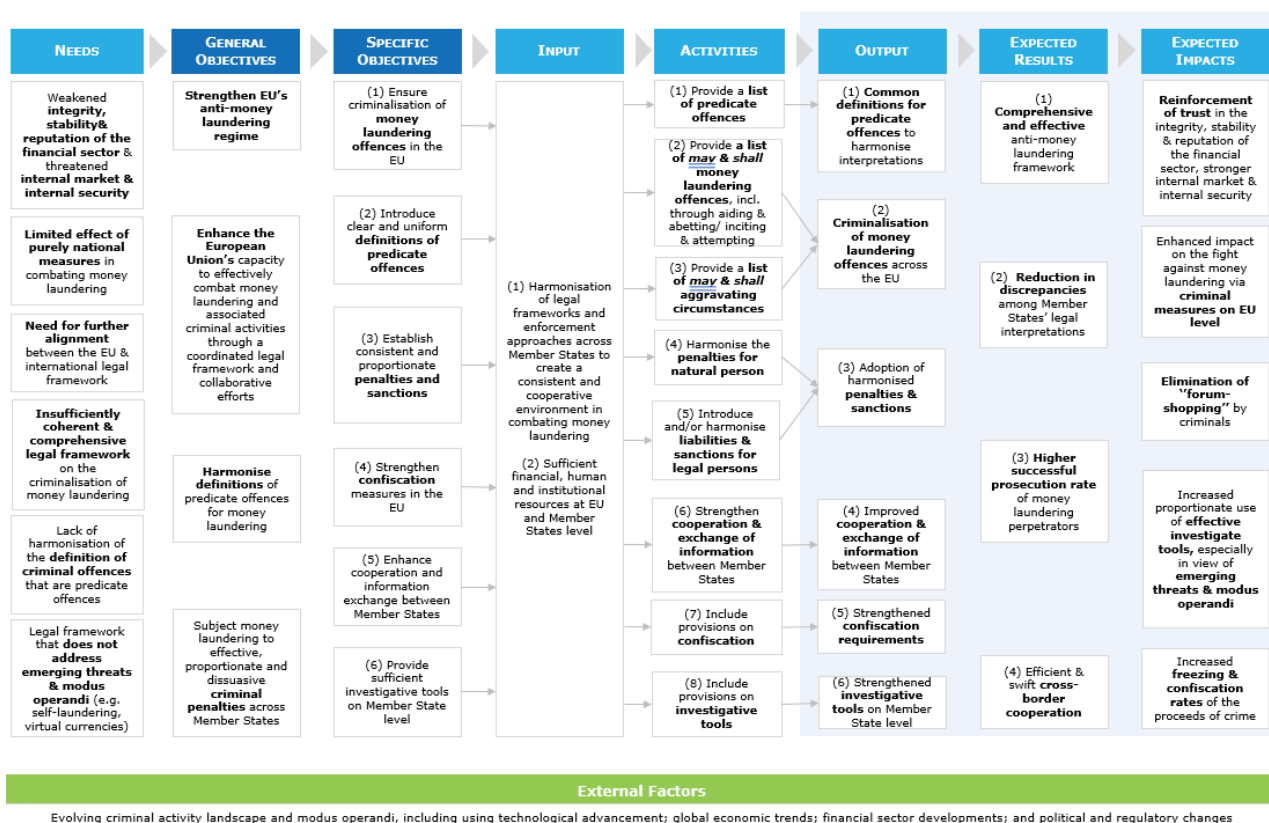 NEEDS
GENERAL
OBJECTIVES
SPECIFIC
OBJECTIVES
INPUT
ACTIVITIES
OUTPUT
EXPECTED
RESULTS
EXPECTED
IMPACTS
Weakened
integrity,
stability&
reputation of the
financial sector &
threatened
internal market &
internal security
Limited effect of
purely national
measures in
combating money
laundering
Need for further
alignment
between the EU &
international legal
framework
Insufficiently
coherent &
comprehensive
legal framework
on the
criminalisation of
money laundering
Lack of
harmonisation of
the definition of
criminal offences
that are predicate
offences
Legal framework
that does not
address
emerging threats
& modus
operandi (e.g.
self-laundering,
virtual currencies)
Strengthen EU's
anti-money
laundering
regime
Enhance the
European
Union's capacity
to effectively
combat money
laundering and
associated
criminal activities
through a
coordinated legal
framework and
collaborative
efforts
Harmonise
definitions of
predicate offences
for money
laundering
Subject money
laundering to
effective,
proportionate and
dissuasive
criminal
penalties across
Member States
(1) Ensure
criminalisation of
money
laundering
offences in the
EU
(2) Introduce
clear and uniform
definitions of
predicate
offences
(3) Establish
consistent and
proportionate
penalties and
sanctions
(4) Strengthen
confiscation
measures in the
EU
(5) Enhance
cooperation and
information
exchange between
Member States
(6) Provide
sufficient
investigative tools
on Member State
level
(1) Harmonisation
of legal
frameworks and
enforcement
approaches across
Member States to
create a
consistent and
cooperative
environment in
combating money
laundering
(2) Sufficient
financial, human
and institutional
resources at EU
and Member
States level
(1) Provide a list
of predicate
offences
(2) Provide a list
of may & shall
money
laundering
offences, incl.
through aiding &
abetting/ inciting
& attempting
(3) Provide a list
of may & shall
aggravating
circumstances
(4) Harmonise the
penalties for
natural person
(5) Introduce
and/or harmonise
liabilities &
sanctions for
legal persons
(6) Strengthen
cooperation &
exchange of
information
between Member
States
(7) Include
provisions on
confiscation
(8) Include
provisions on
investigative
tools
(1) Common
definitions for
predicate
offences to
harmonise
interpretations
(2)
Criminalisation
of money
laundering
offences across
the EU
(3) Adoption of
harmonised
penalties &
sanctions
(4) Improved
cooperation &
exchange of
information
between Member
States
(5) Strengthened
confiscation
requirements
(6) Strengthened
investigative
tools on Member
State level
(1)
Comprehensive
and effective
anti-money
laundering
framework
(2) Reduction in
discrepancies
among Member
States' legal
interpretations
(3) Higher
successful
prosecution rate
of money
laundering
perpetrators
(4) Efficient &
swift cross-
border
cooperation
Reinforcement
of trust in the
integrity, stability
& reputation of
the financial
sector, stronger
internal market &
internal security
Enhanced impact
on the fight
against money
laundering via
criminal
measures on EU
level
Elimination of
"forum-
shopping" by
criminals
Increased
proportionate use
of effective
investigate
tools, especially
in view of
emerging
threats & modus
operandi
Increased
freezing &
confiscation
rates of the
proceeds of crime
External Factors
Evolving criminal activity landscape and modus operandi, including using technological advancement; global economic trends; financial sector developments; and political and regulatory changes